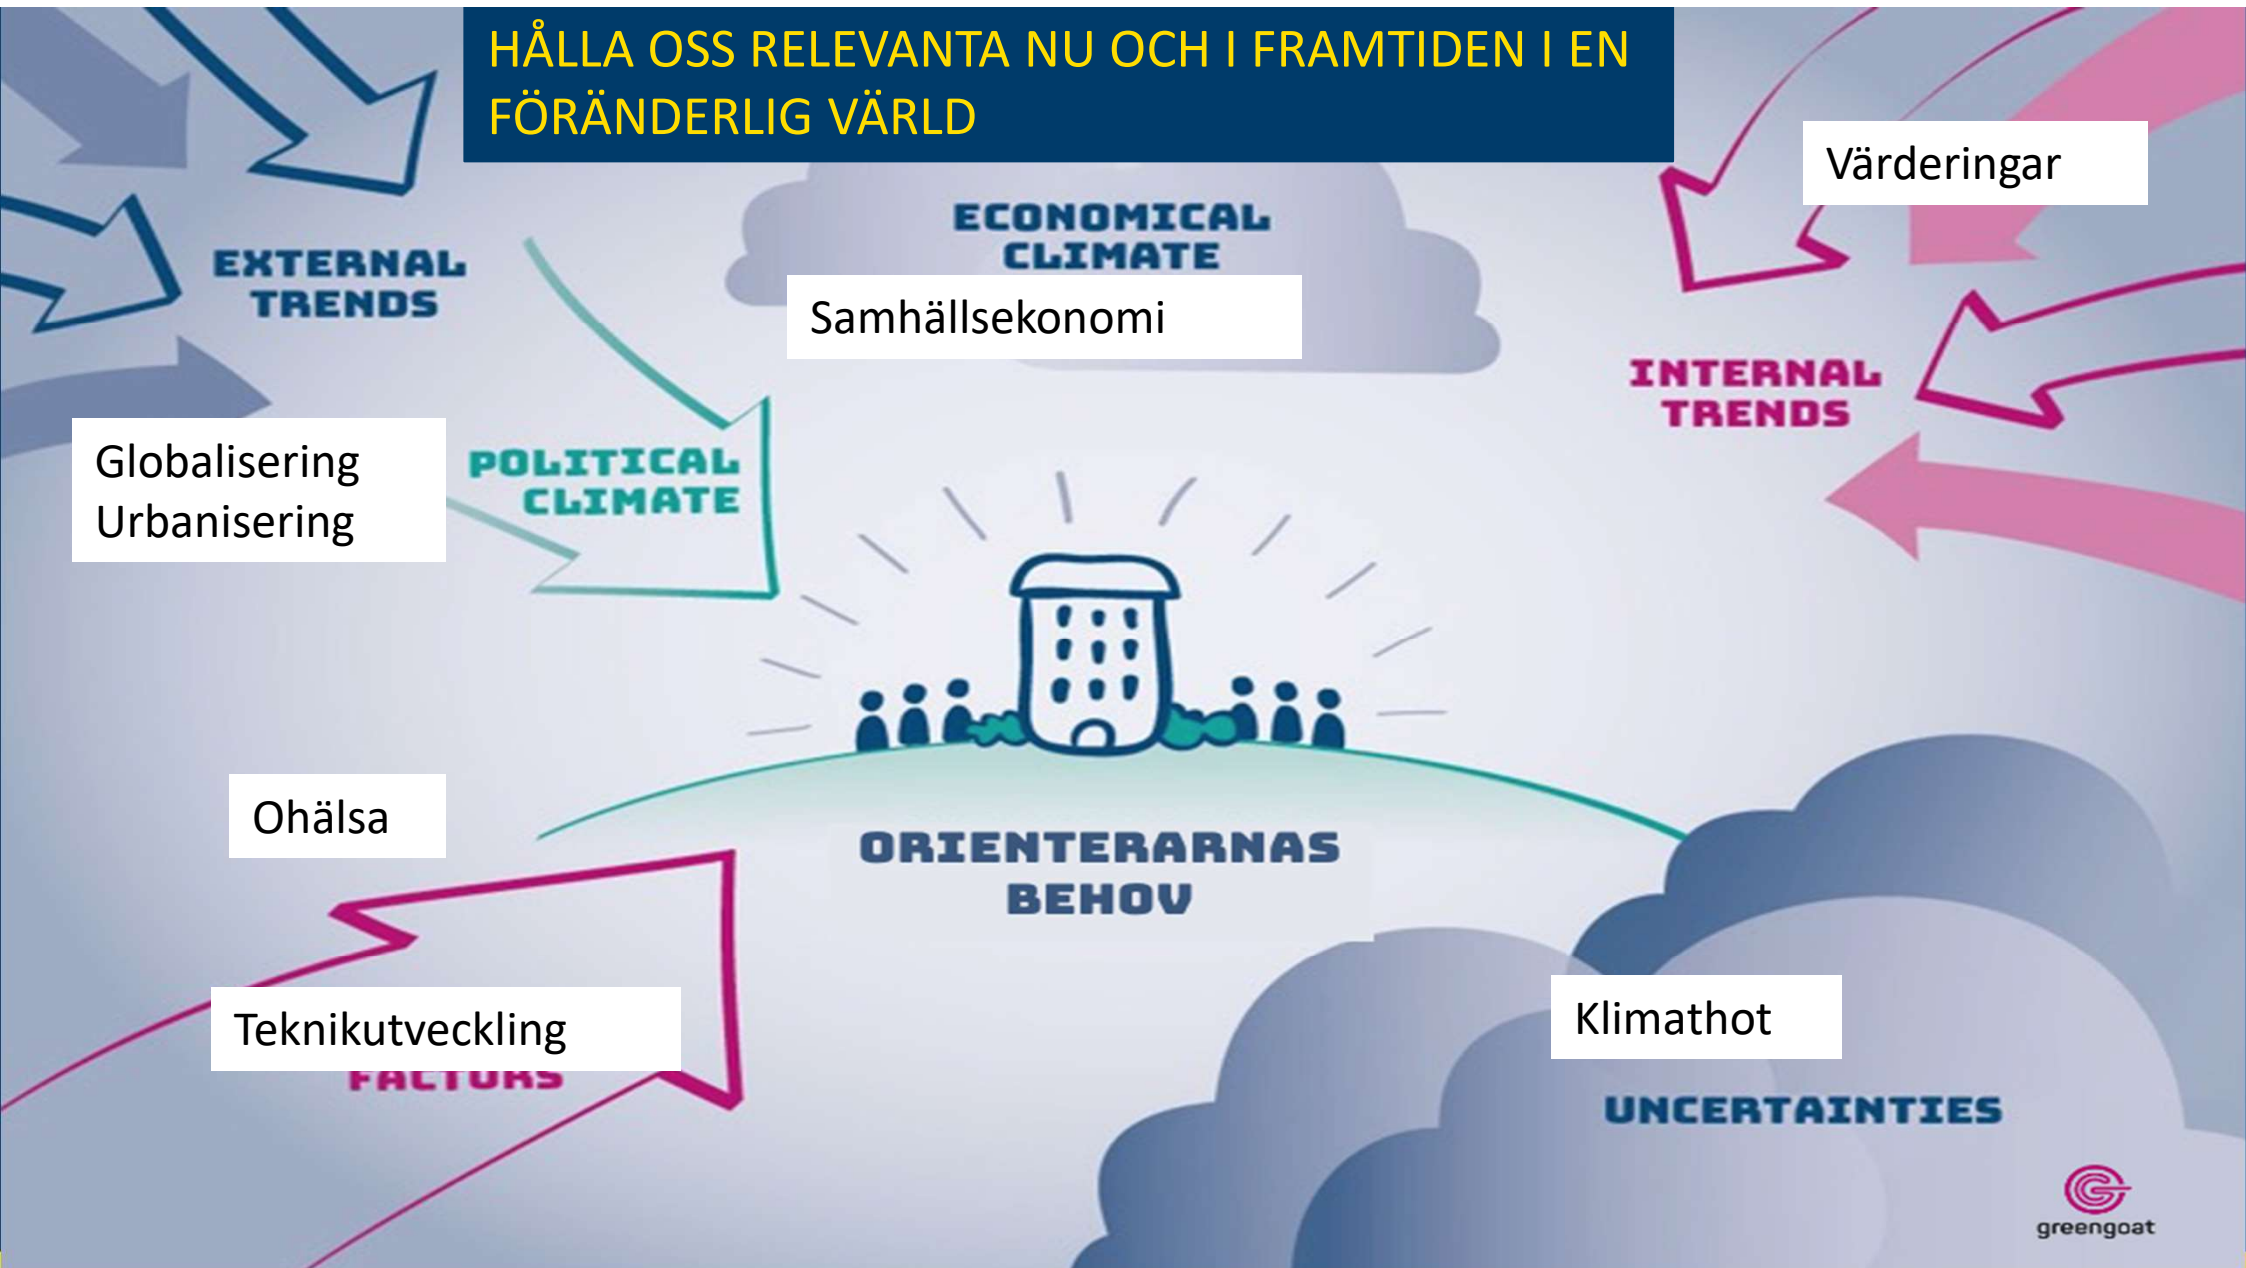 HÅLLA OSS RELEVANTA NU OCH I FRAMTIDEN I EN
FÖRÄNDERLIG VÄRLD
Värderingar
ECONOMICAL
CLIMATE
EXTERNAL
TRENDS
Samhällsekonomi
INTERNAL
TRENDS
Globalisering
Urbanisering
POLITICAL
CLIMATE
Ohälsa
ORIENTERARNAS
BEHOV
Teknikutveckling
FACTORS
Klimathot
UNCERTAINTIES
greengoat